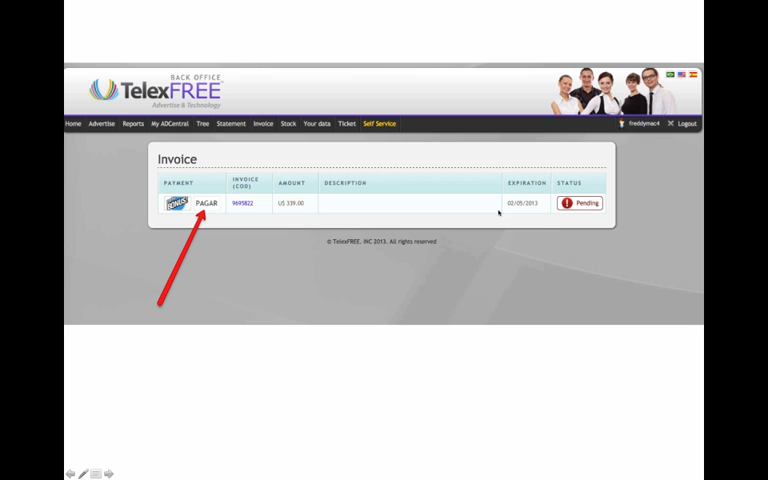 BACK OFFICE
TelexFREE
Advertise & Technology
Home Advertise Reports My ADCentral Tree Statement Invoice Stock Your data Ticket Self Service freddymac4 Logout
Invoice
PAYMENT INVOICE (COD) AMOUNT DESCRIPTION EXPIRATION STATUS
BONUS PAGAR 9695822 U$ 339.00 02/05/2013 Pending
© TelexFREE, INC 2013. All rights reserved